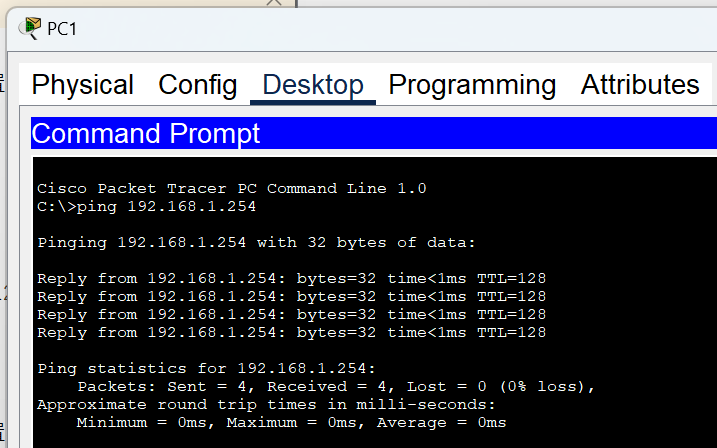 PC1
Physical Config Desktop Programming Attributes
Command Prompt
Cisco Packet Tracer PC Command Line 1.0
C:\>ping 192.168.1.254
Pinging 192.168.1.254 with 32 bytes of data:
Reply from 192.168.1.254: bytes=32 time<1ms TTL=128
Reply from 192.168.1.254: bytes=32 time<1ms TTL=128
Reply from 192.168.1.254: bytes=32 time<1ms TTL=128
Reply from 192.168.1.254: bytes=32 time<1ms TTL=128
Ping statistics for 192.168.1.254:
Packets: Sent = 4, Received = 4, Lost = 0 (0% loss),
Approximate round trip times in milli-seconds:
Minimum = 0ms, Maximum = 0ms, Average = 0ms